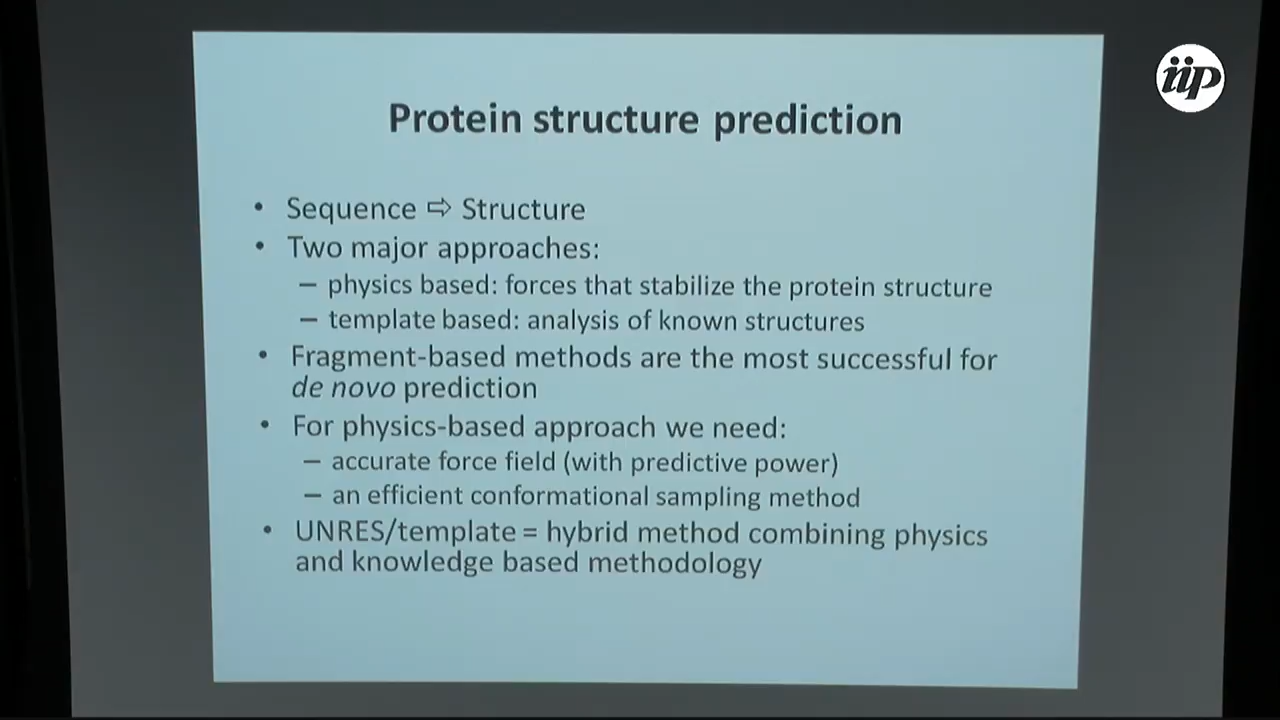 iip
Protein structure prediction
• Sequence ⇨ Structure
• Two major approaches:
– physics based: forces that stabilize the protein structure
– template based: analysis of known structures
• Fragment-based methods are the most successful for
de novo prediction
• For physics-based approach we need:
– accurate force field (with predictive power)
– an efficient conformational sampling method
• UNRES/template = hybrid method combining physics
and knowledge based methodology